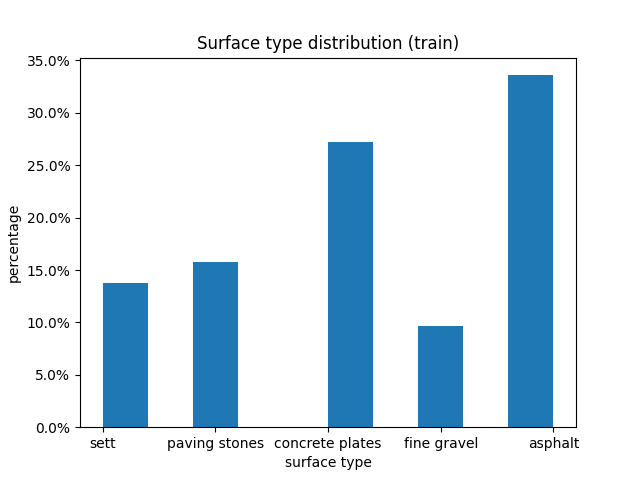 Surface type distribution (train)
35.0%
30.0%
25.0%
20.0%
15.0%
10.0%
5.0%
0.0%
percentage
sett
paving stones
concrete plates
fine gravel
asphalt
surface type